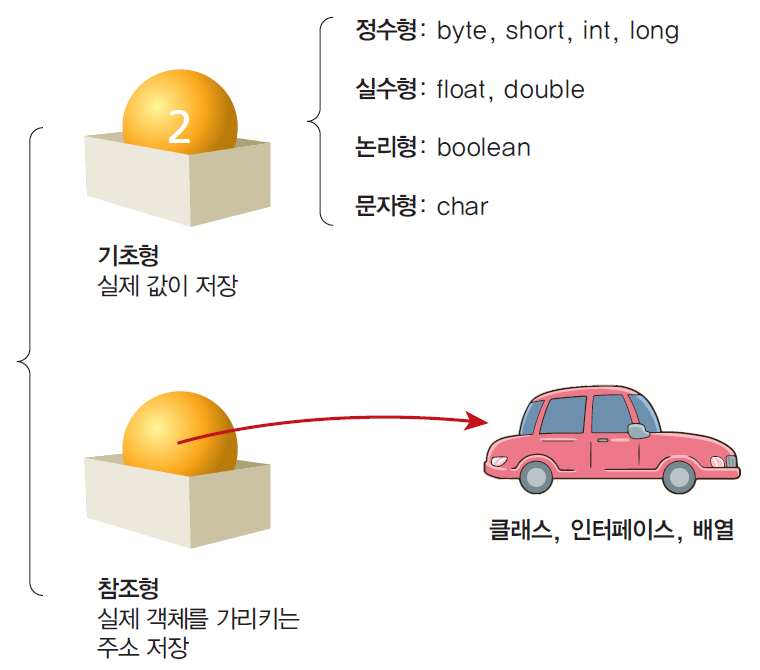 정수형: byte, short, int, long
실수형: float, double
논리형: boolean
문자형: char
2
기초형
실제 값이 저장
클래스, 인터페이스, 배열
참조형
실제 객체를 가리키는
주소 저장